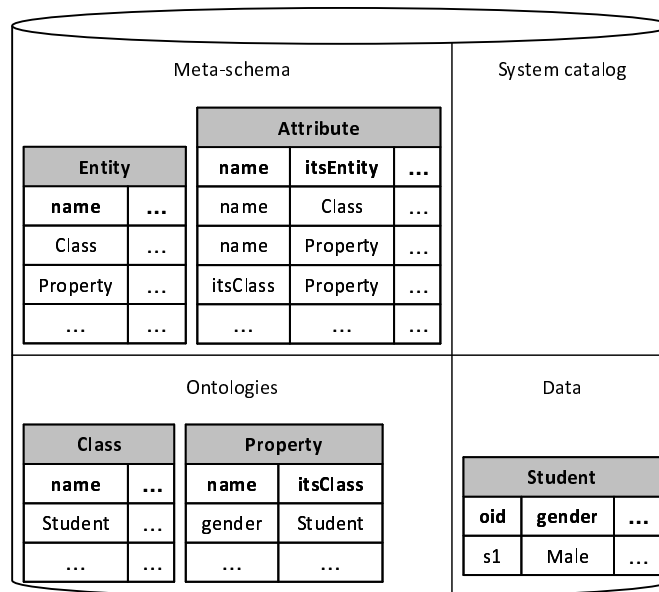 Meta-schema
System catalog
Entity
name ...
Class ...
Property ...
... ...
Attribute
name itsEntity ...
name Class ...
name Property ...
itsClass Property ...
... ... ...
Ontologies
Data
Class
name ...
Student ...
... ...
Property
name itsClass
gender Student
... ...
Student
oid gender ...
s1 Male ...